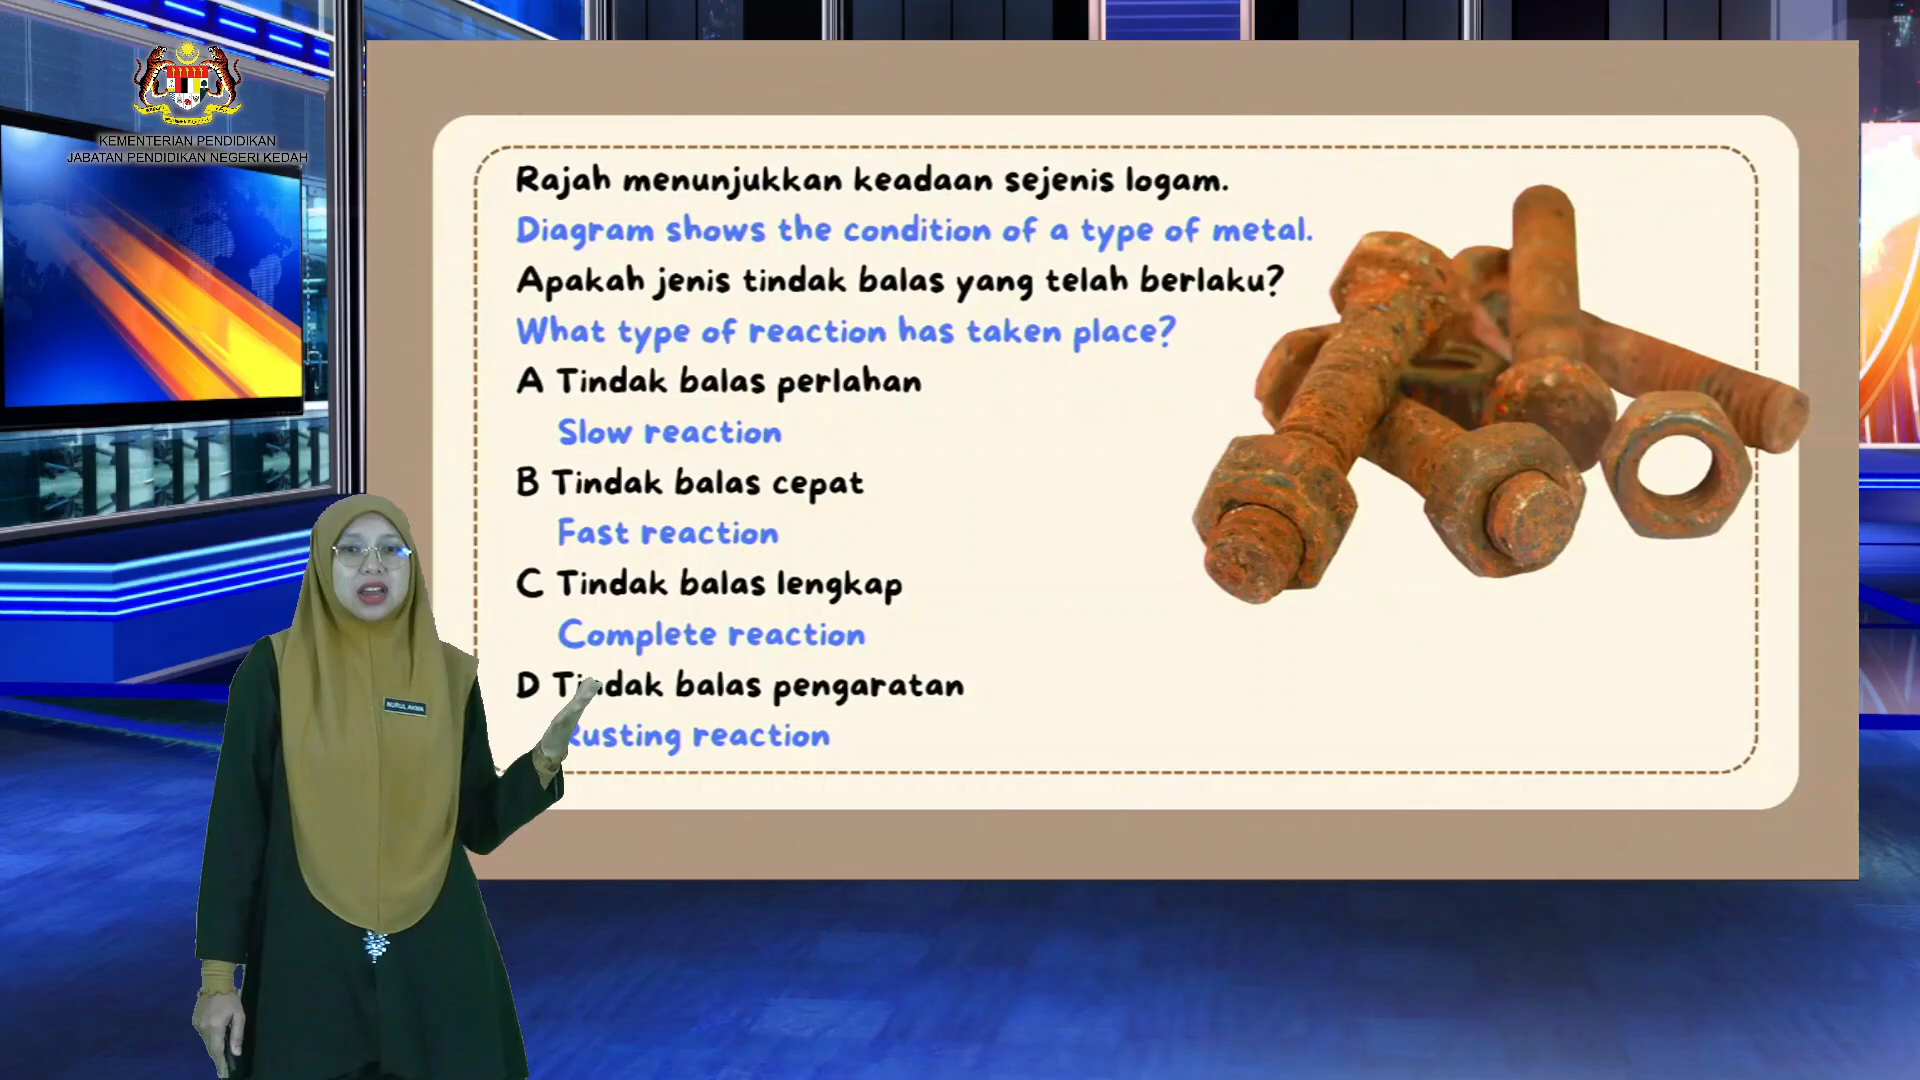 KEMENTERIAN PENDIDIKAN
JABATAN PENDIDIKAN NEGERI KEDAH
Rajah menunjukkan keadaan sejenis logam.
Diagram shows the condition of a type of metal.
Apakah jenis tindak balas yang telah berlaku?
What type of reaction has taken place?
A Tindak balas perlahan
Slow reaction
B Tindak balas cepat
Fast reaction
C Tindak balas lengkap
Complete reaction
D Tindak balas pengaratan
Rusting reaction